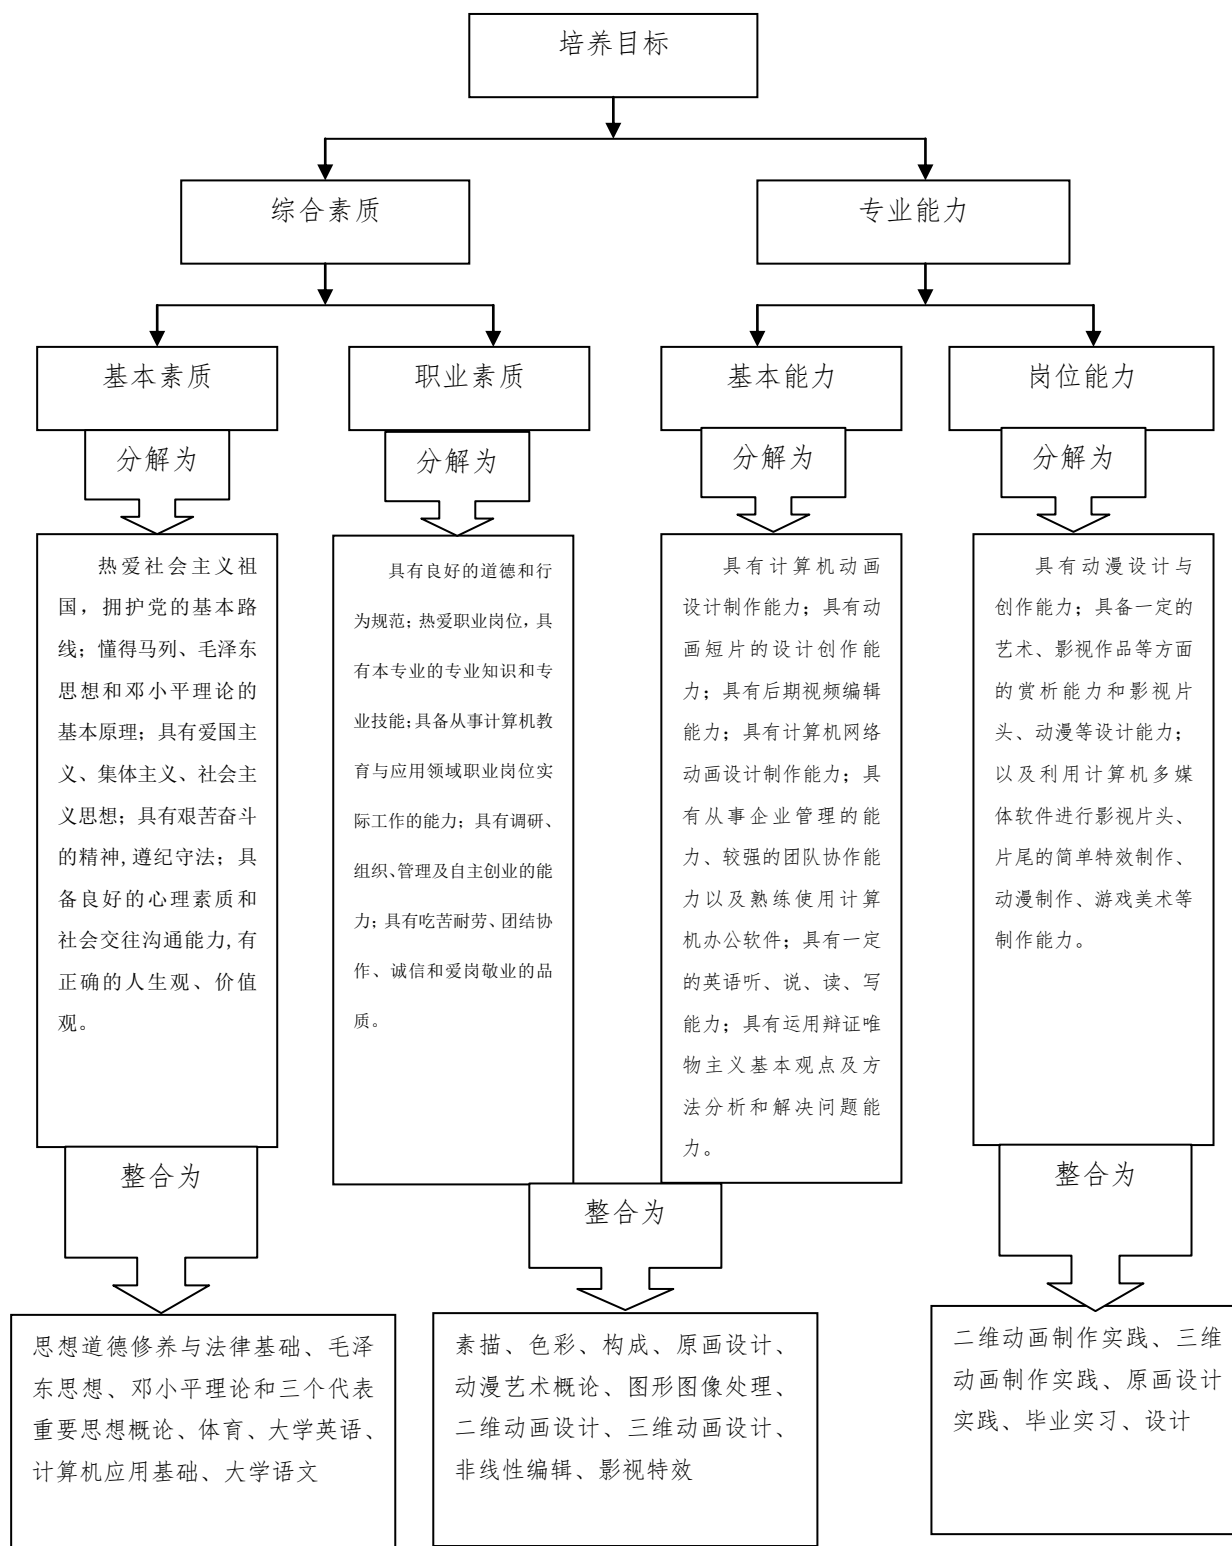 培养目标
综合素质
专业能力
基本素质
职业素质
基本能力
岗位能力
分解为
分解为
分解为
分解为
热爱社会主义祖
国，拥护党的基本路
线；懂得马列、毛泽东
思想和邓小平理论的
基本原理；具有爱国主
义、集体主义、社会主
义思想；具有艰苦奋斗
的精神,遵纪守法；具
备良好的心理素质和
社会交往沟通能力,有
正确的人生观、价值
观。
具有良好的道德和行
为规范；热爱职业岗位，具
有本专业的专业知识和专
业技能；具备从事计算机教
育与应用领域职业岗位实
际工作的能力；具有调研、
组织、管理及自主创业的能
力；具有吃苦耐劳、团结协
作、诚信和爱岗敬业的品
质。
具有计算机动画
设计制作能力；具有动
画短片的设计创作能
力；具有后期视频编辑
能力；具有计算机网络
动画设计制作能力；具
有从事企业管理的能
力、较强的团队协作能
力以及熟练使用计算
机办公软件；具有一定
的英语听、说、读、写
能力；具有运用辩证唯
物主义基本观点及方
法分析和解决问题能
力。
具有动漫设计与
创作能力；具备一定的
艺术、影视作品等方面
的赏析能力和影视片
头、动漫等设计能力；
以及利用计算机多媒
体软件进行影视片头、
片尾的简单特效制作、
动漫制作、游戏美术等
制作能力。
整合为
整合为
整合为
思想道德修养与法律基础、毛泽
东思想、邓小平理论和三个代表
重要思想概论、体育、大学英语、
计算机应用基础、大学语文
素描、色彩、构成、原画设计、
动漫艺术概论、图形图像处理、
二维动画设计、三维动画设计、
非线性编辑、影视特效
二维动画制作实践、三维
动画制作实践、原画设计
实践、毕业实习、设计